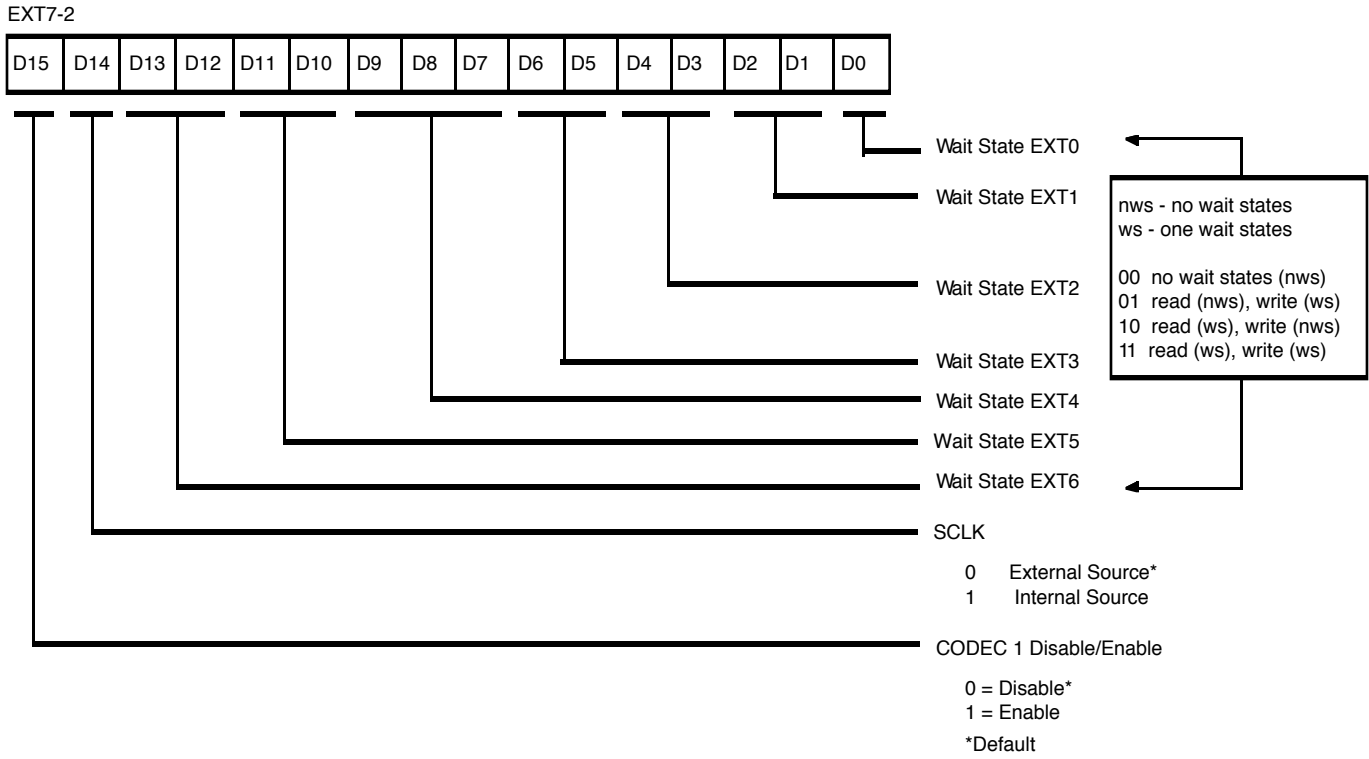 EXT7-2
D15 D14 D13 D12 D11 D10 D9 D8 D7 D6 D5 D4 D3 D2 D1 D0
Wait State EXT0
Wait State EXT1
Wait State EXT2
Wait State EXT3
Wait State EXT4
Wait State EXT5
Wait State EXT6
nws - no wait states
ws - one wait states
00 no wait states (nws)
01 read (nws), write (ws)
10 read (ws), write (nws)
11 read (ws), write (ws)
SCLK
0 External Source*
1 Internal Source
CODEC 1 Disable/Enable
0 = Disable*
1 = Enable
*Default